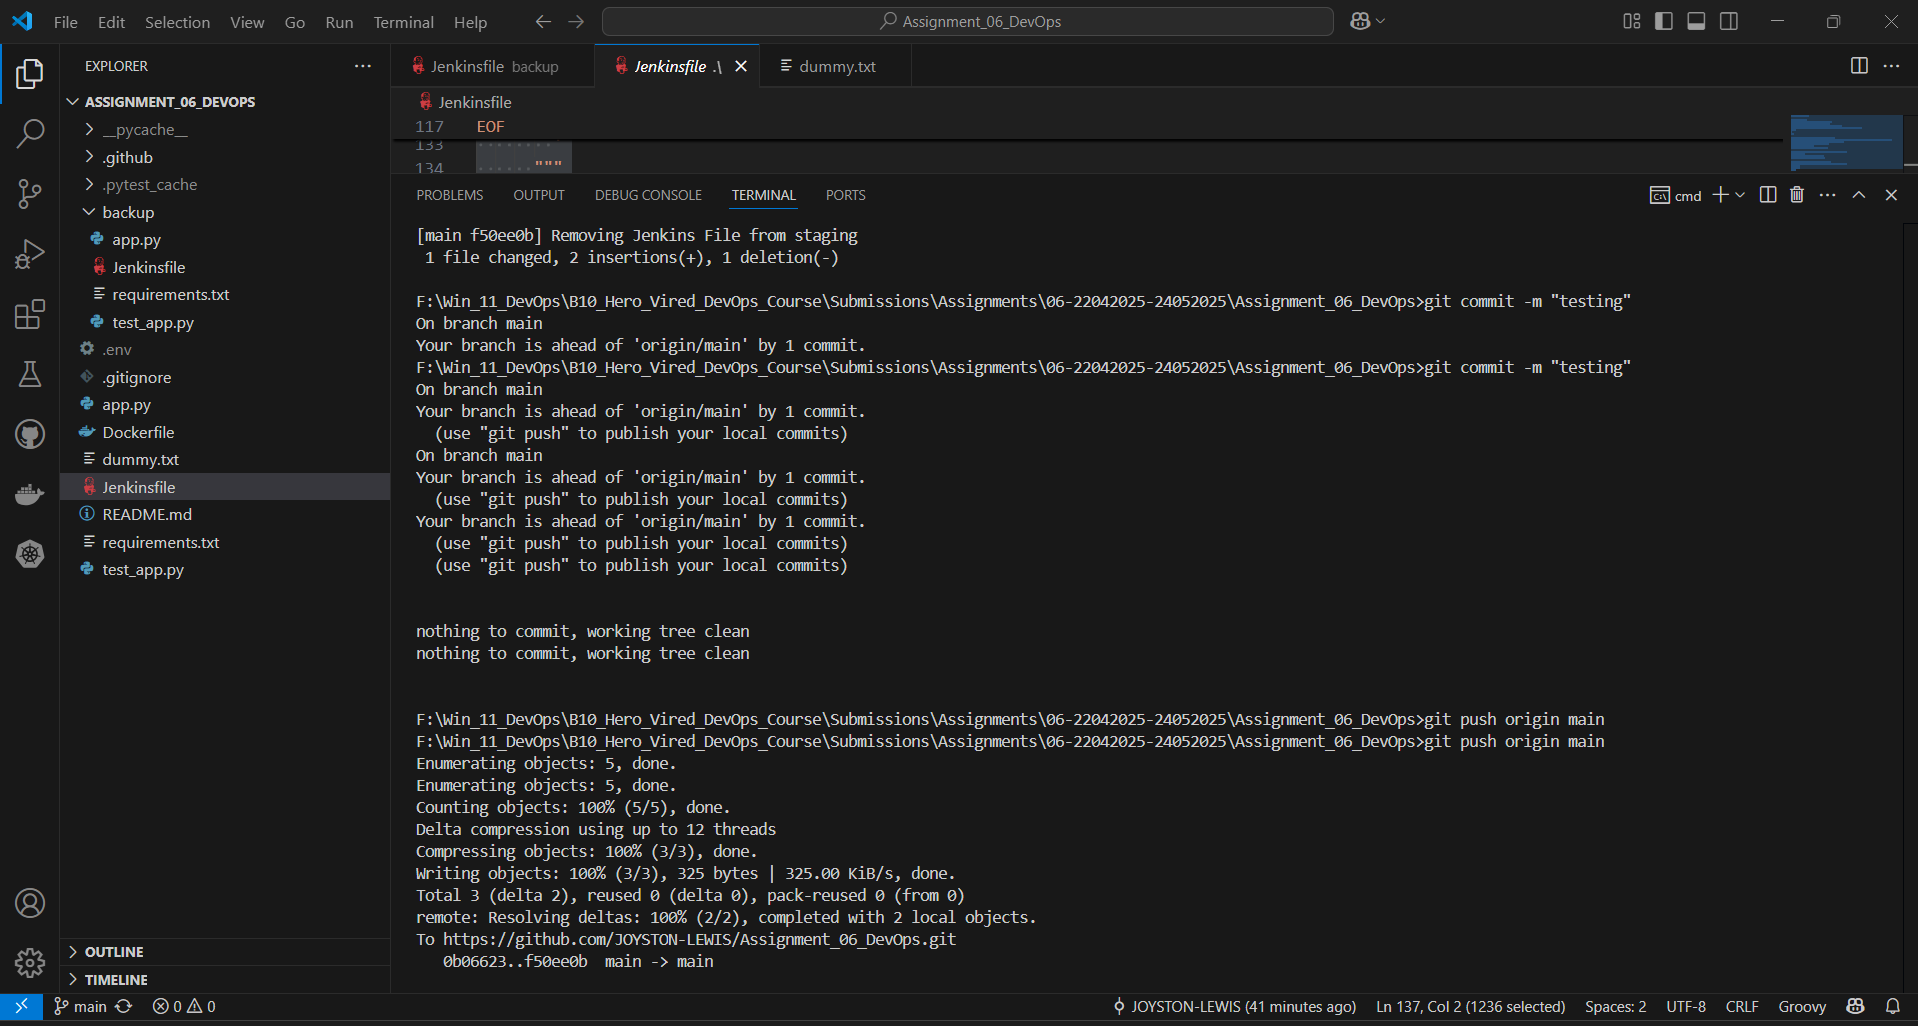 File Edit Selection View Go Run Terminal Help
Assignment_06_DevOps
EXPLORER
ASSIGNMENT_06_DEVOPS
__pycache__
.github
.pytest_cache
backup
app.py
Jenkinsfile
requirements.txt
test_app.py
.env
.gitignore
app.py
Dockerfile
dummy.txt
Jenkinsfile
README.md
requirements.txt
test_app.py
OUTLINE
TIMELINE
Jenkinsfile backup
Jenkinsfile .\
dummy.txt
Jenkinsfile
117 EOF
133
134 """
PROBLEMS OUTPUT DEBUG CONSOLE TERMINAL PORTS
cmd
[main f50ee0b] Removing Jenkins File from staging
1 file changed, 2 insertions(+), 1 deletion(-)
F:\Win_11_DevOps\B10_Hero_Vired_DevOps_Course\Submissions\Assignments\06-22042025-24052025\Assignment_06_DevOps>git commit -m "testing"
On branch main
Your branch is ahead of 'origin/main' by 1 commit.
F:\Win_11_DevOps\B10_Hero_Vired_DevOps_Course\Submissions\Assignments\06-22042025-24052025\Assignment_06_DevOps>git commit -m "testing"
On branch main
Your branch is ahead of 'origin/main' by 1 commit.
(use "git push" to publish your local commits)
On branch main
Your branch is ahead of 'origin/main' by 1 commit.
(use "git push" to publish your local commits)
Your branch is ahead of 'origin/main' by 1 commit.
(use "git push" to publish your local commits)
(use "git push" to publish your local commits)
nothing to commit, working tree clean
nothing to commit, working tree clean
F:\Win_11_DevOps\B10_Hero_Vired_DevOps_Course\Submissions\Assignments\06-22042025-24052025\Assignment_06_DevOps>git push origin main
F:\Win_11_DevOps\B10_Hero_Vired_DevOps_Course\Submissions\Assignments\06-22042025-24052025\Assignment_06_DevOps>git push origin main
Enumerating objects: 5, done.
Enumerating objects: 5, done.
Counting objects: 100% (5/5), done.
Delta compression using up to 12 threads
Compressing objects: 100% (3/3), done.
Writing objects: 100% (3/3), 325 bytes | 325.00 KiB/s, done.
Total 3 (delta 2), reused 0 (delta 0), pack-reused 0 (from 0)
remote: Resolving deltas: 100% (2/2), completed with 2 local objects.
To https://github.com/JOYSTON-LEWIS/Assignment_06_DevOps.git
0b06623..f50ee0b main -> main
main 0 0
JOYSTON-LEWIS (41 minutes ago) Ln 137, Col 2 (1236 selected) Spaces: 2 UTF-8 CRLF Groovy